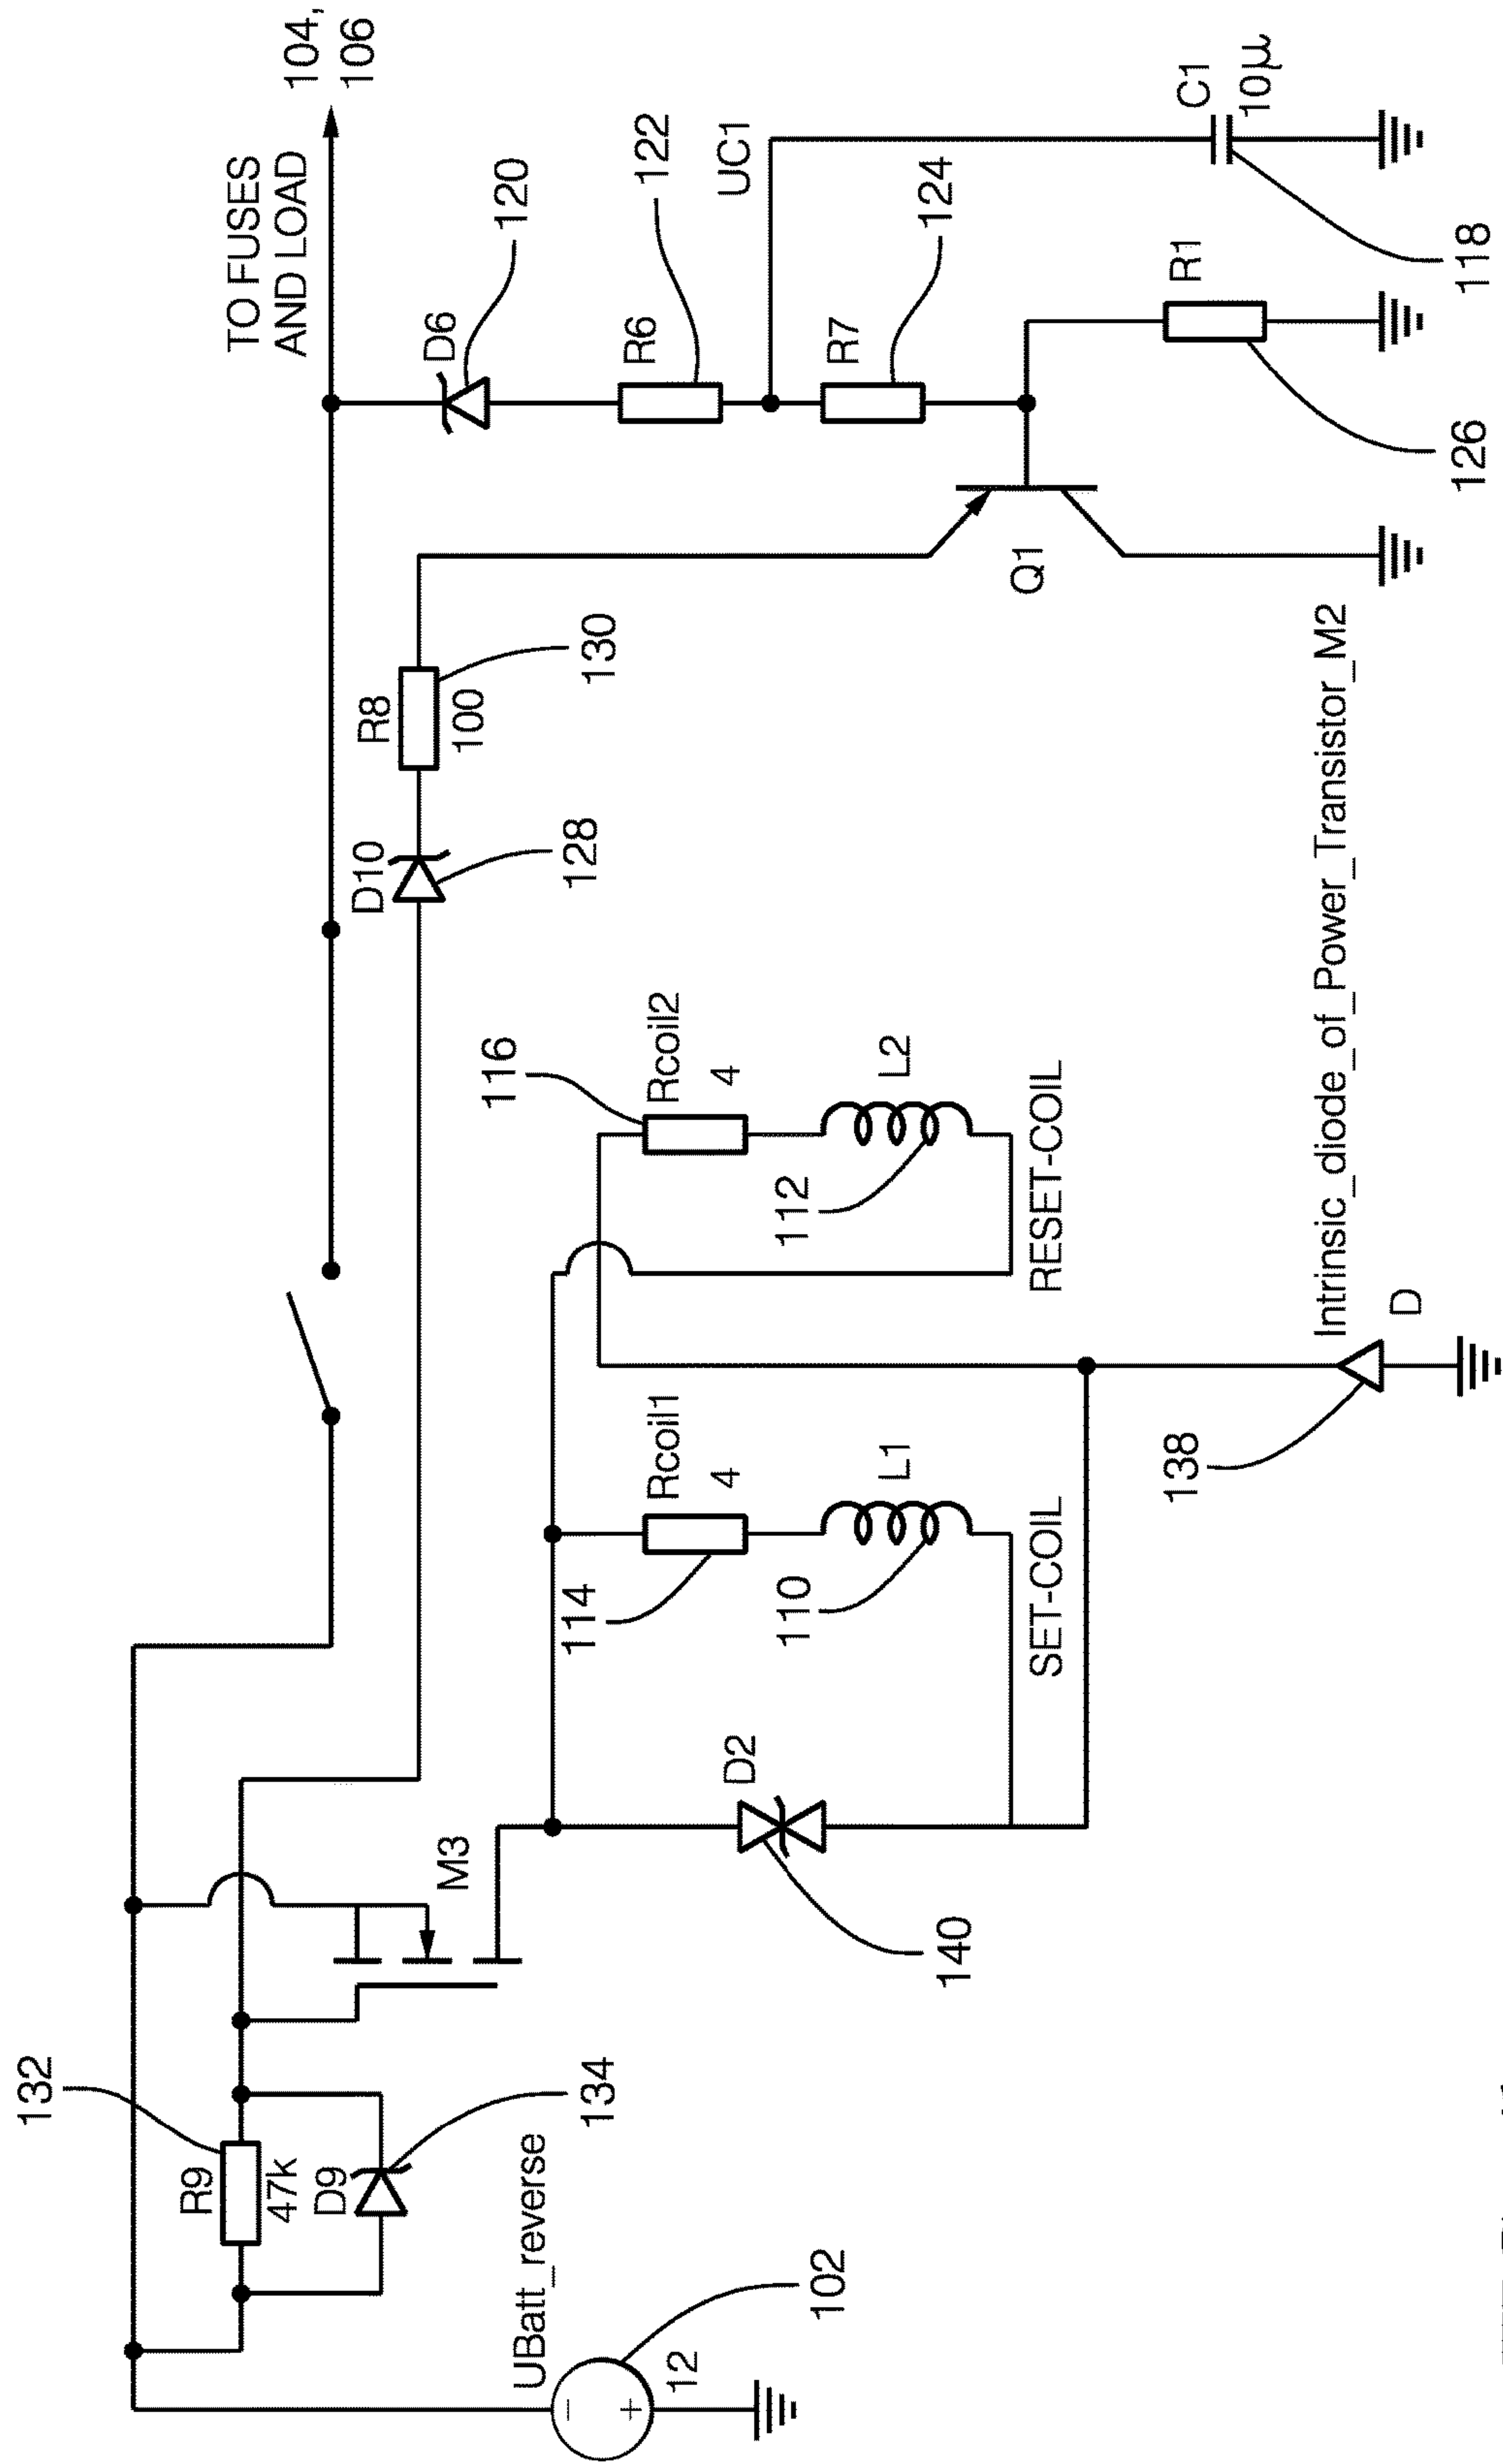 104,
106
TO FUSES
AND LOAD
D6
120
R6
122
UC1
R7
124
C1
10µ
118
R1
126
Q1
R8
100
130
D10
128
Rcoil2
4
116
L2
112
RESET-COIL
Intrinsic_diode_of_Power_Transistor_M2
D
138
Rcoil1
4
114
L1
110
SET-COIL
D2
140
M3
132
R9
47k
D9
134
UBatt_reverse
–
+
12
102